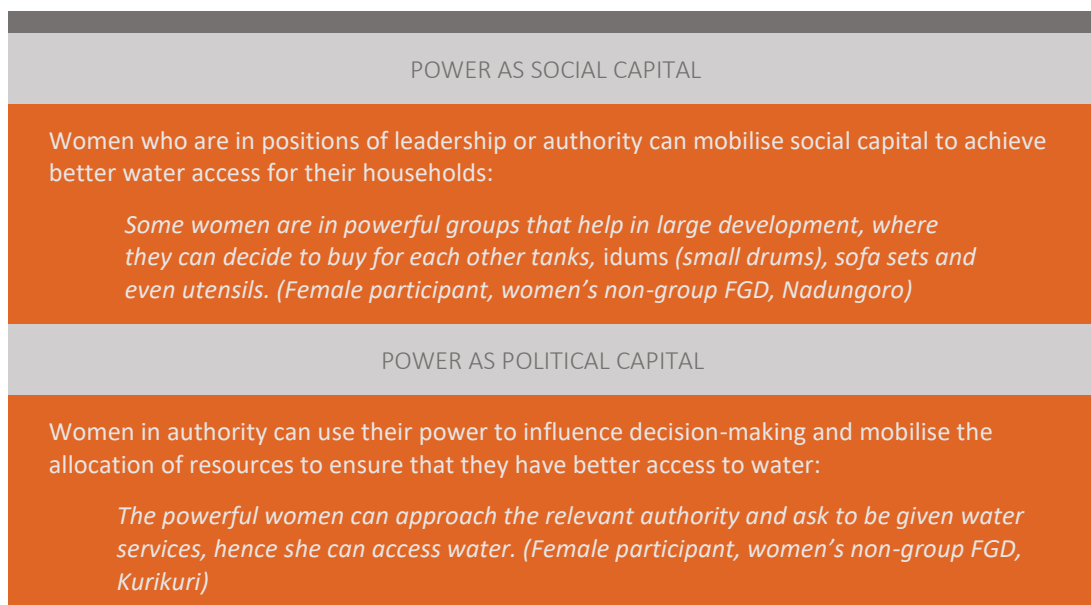 POWER AS SOCIAL CAPITAL
Women who are in positions of leadership or authority can mobilise social capital to achieve
better water access for their households:
Some women are in powerful groups that help in large development, where
they can decide to buy for each other tanks, idums (small drums), sofa sets and
even utensils. (Female participant, women’s non-group FGD, Nadungoro)
POWER AS POLITICAL CAPITAL
Women in authority can use their power to influence decision-making and mobilise the
allocation of resources to ensure that they have better access to water:
The powerful women can approach the relevant authority and ask to be given water
services, hence she can access water. (Female participant, women’s non-group FGD,
Kurikuri)